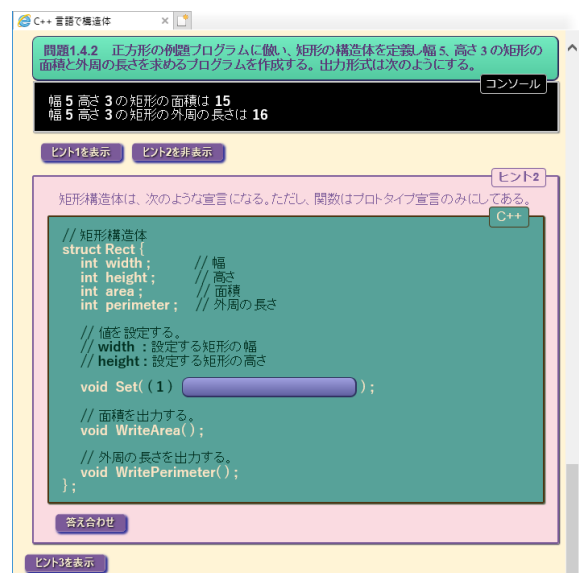 C++ 言語で構造体
問題1.4.2 正方形の例題プログラムに倣い、矩形の構造体を定義し幅 5、高さ 3 の矩形の
面積と外周の長さを求めるプログラムを作成する。出力形式は次のようにする。
コンソール
幅 5 高さ 3 の矩形の面積は 15
幅 5 高さ 3 の矩形の外周の長さは 16
ヒント1を表示 ヒント2を非表示
ヒント2
矩形構造体は、次のような宣言になる。ただし、関数はプロトタイプ宣言のみにしてある。
C++
// 矩形構造体
struct Rect {
int width ; // 幅
int height ; // 高さ
int area ; // 面積
int perimeter ; // 外周の長さ
// 値を設定する。
// width : 設定する矩形の幅
// height : 設定する矩形の高さ
void Set( (1) ) ;
// 面積を出力する。
void WriteArea( ) ;
// 外周の長さを出力する。
void WritePerimeter( ) ;
} ;
答え合わせ
ヒント3を表示